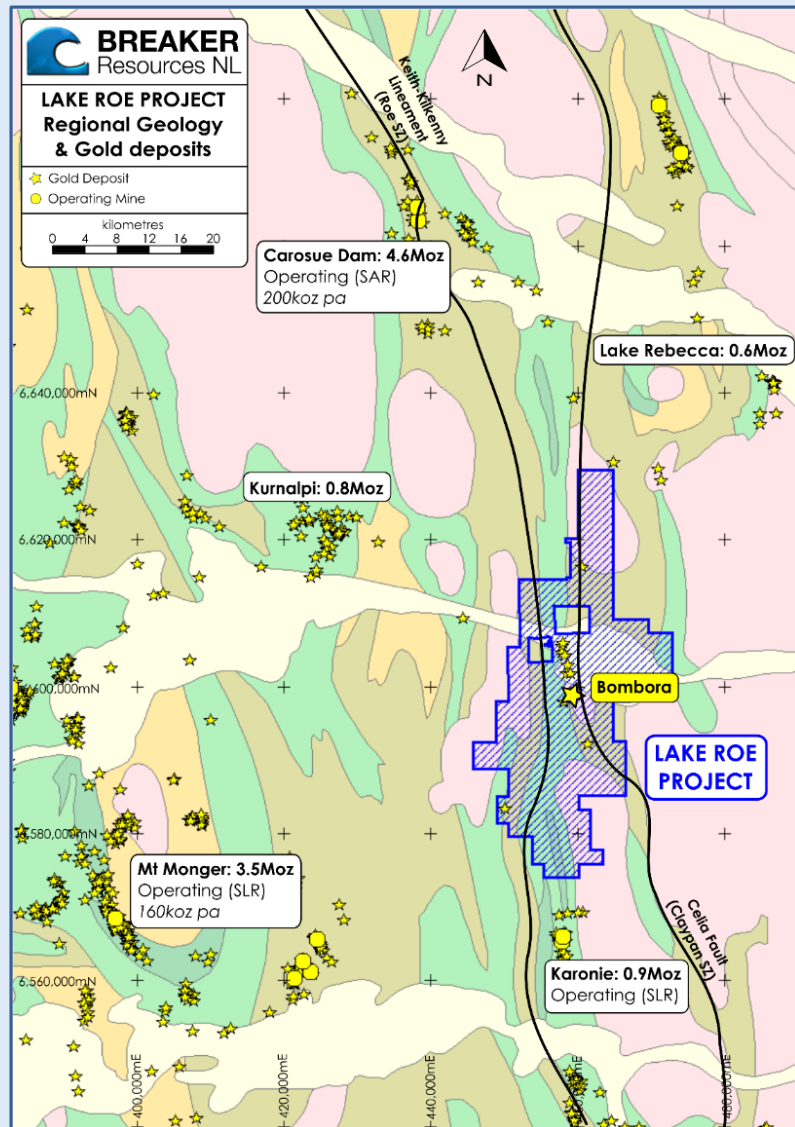 BREAKER
Resources NL
LAKE ROE PROJECT
Regional Geology
& Gold deposits
Gold Deposit
Operating Mine
kilometres
0 4 8 12 16 20
N
Keith-Kilkenny
Lineament
(Roe SZ)
Carosue Dam: 4.6Moz
Operating (SAR)
200koz pa
Lake Rebecca: 0.6Moz
6,640,000mN
Kurnalpi: 0.8Moz
6,620,000mN
6,600,000mN
Bombora
LAKE ROE
PROJECT
6,580,000mN
Mt Monger: 3.5Moz
Operating (SLR)
160koz pa
Celia Fault
(Claypan SZ)
Karonie: 0.9Moz
Operating (SLR)
6,560,000mN
400,000mE
420,000mE
440,000mE
480,000mE